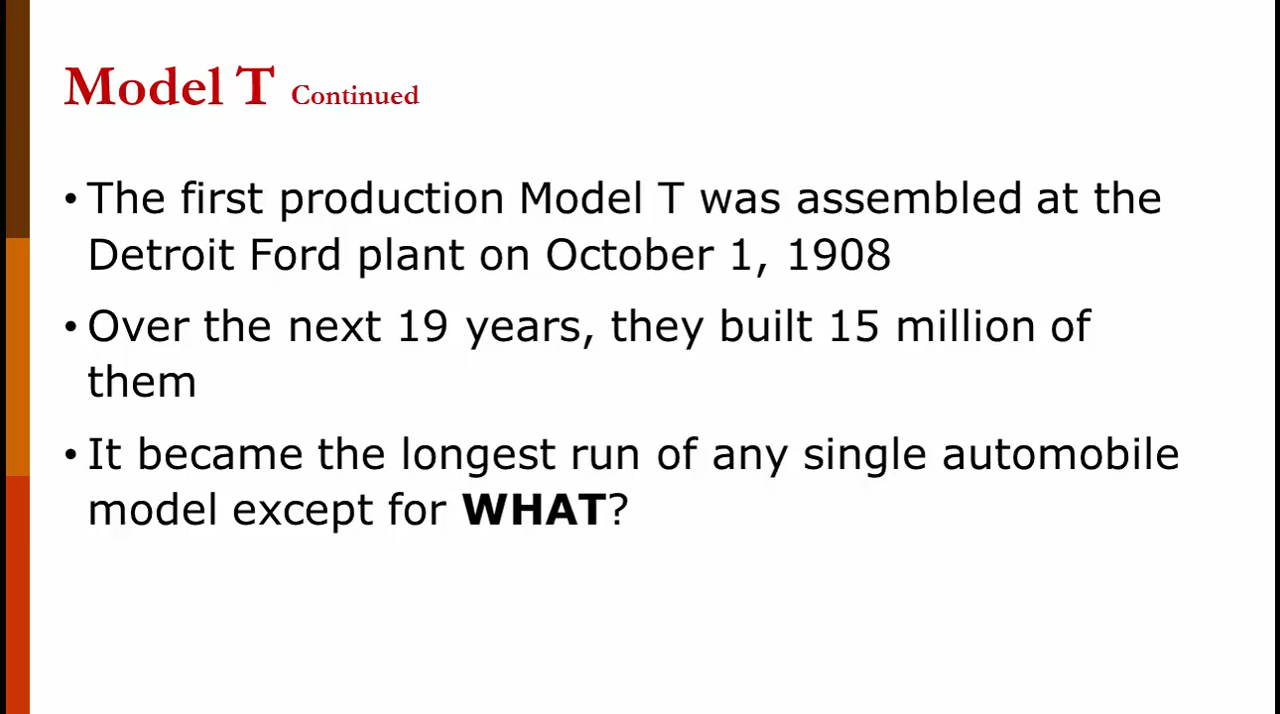 Model T Continued
• The first production Model T was assembled at the
Detroit Ford plant on October 1, 1908
• Over the next 19 years, they built 15 million of
them
• It became the longest run of any single automobile
model except for WHAT?